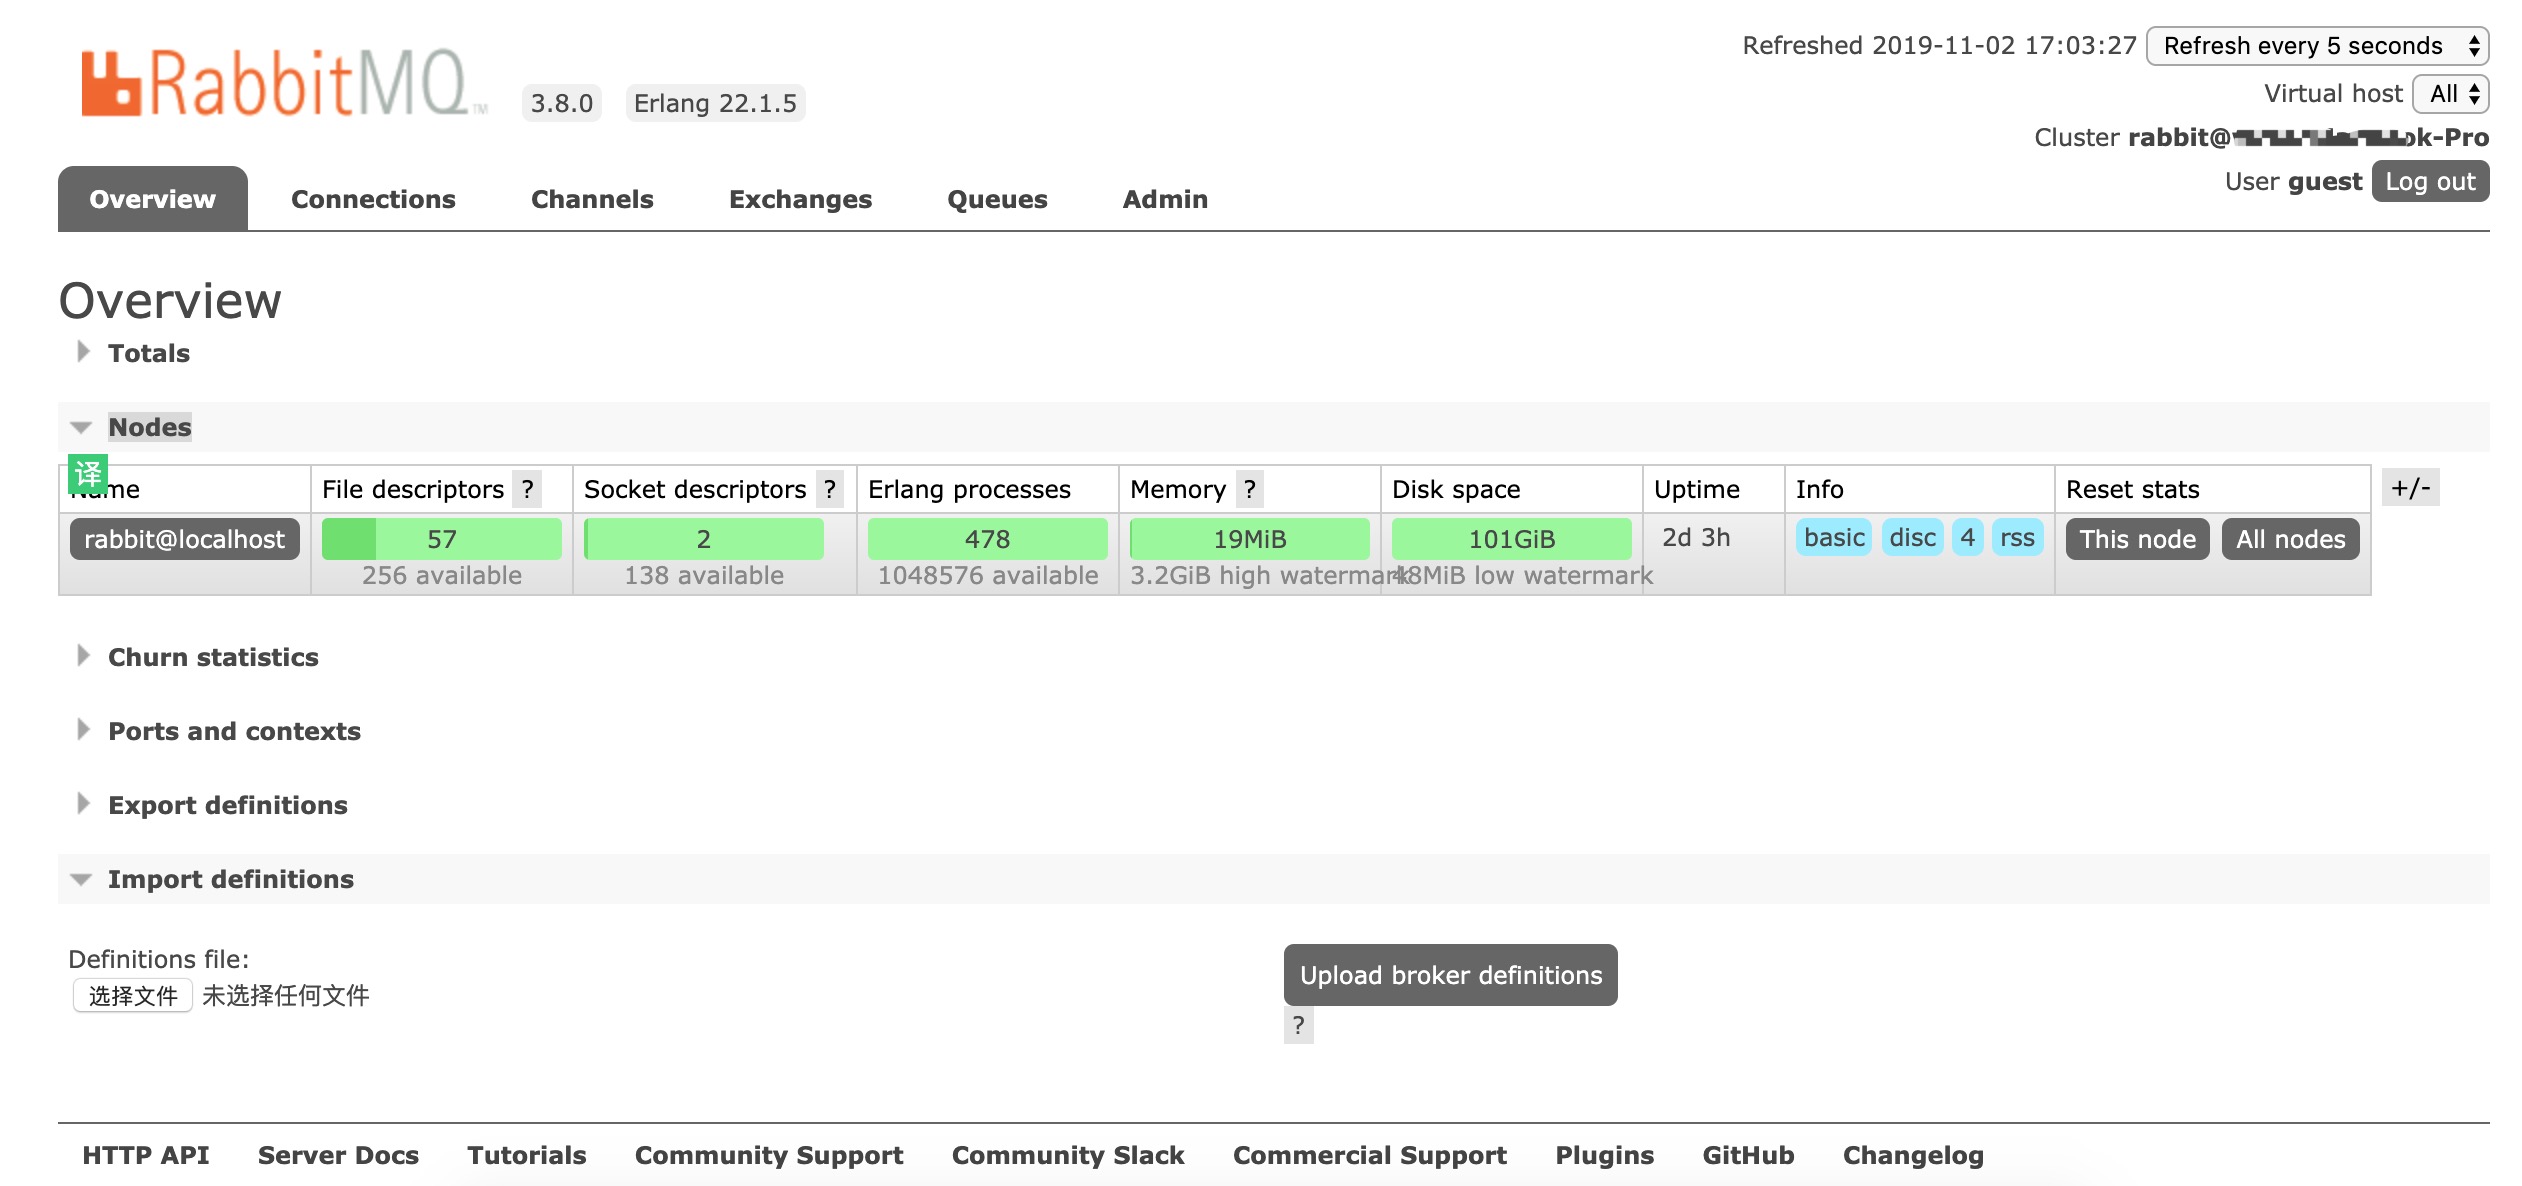 RabbitMQ TM 3.8.0 Erlang 22.1.5
Refreshed 2019-11-02 17:03:27 Refresh every 5 seconds
Virtual host All
Cluster rabbit@ ok-Pro
User guest Log out
Overview Connections Channels Exchanges Queues Admin
Overview
Totals
Nodes
译
Name File descriptors ? Socket descriptors ? Erlang processes Memory ? Disk space Uptime Info Reset stats +/-
rabbit@localhost 57 2 478 19MiB 101GiB 2d 3h basic disc 4 rss This node All nodes
256 available 138 available 1048576 available 3.2GiB high watermark 48MiB low watermark
Churn statistics
Ports and contexts
Export definitions
Import definitions
Definitions file:
选择文件 未选择任何文件
Upload broker definitions
?
HTTP API Server Docs Tutorials Community Support Community Slack Commercial Support Plugins GitHub Changelog